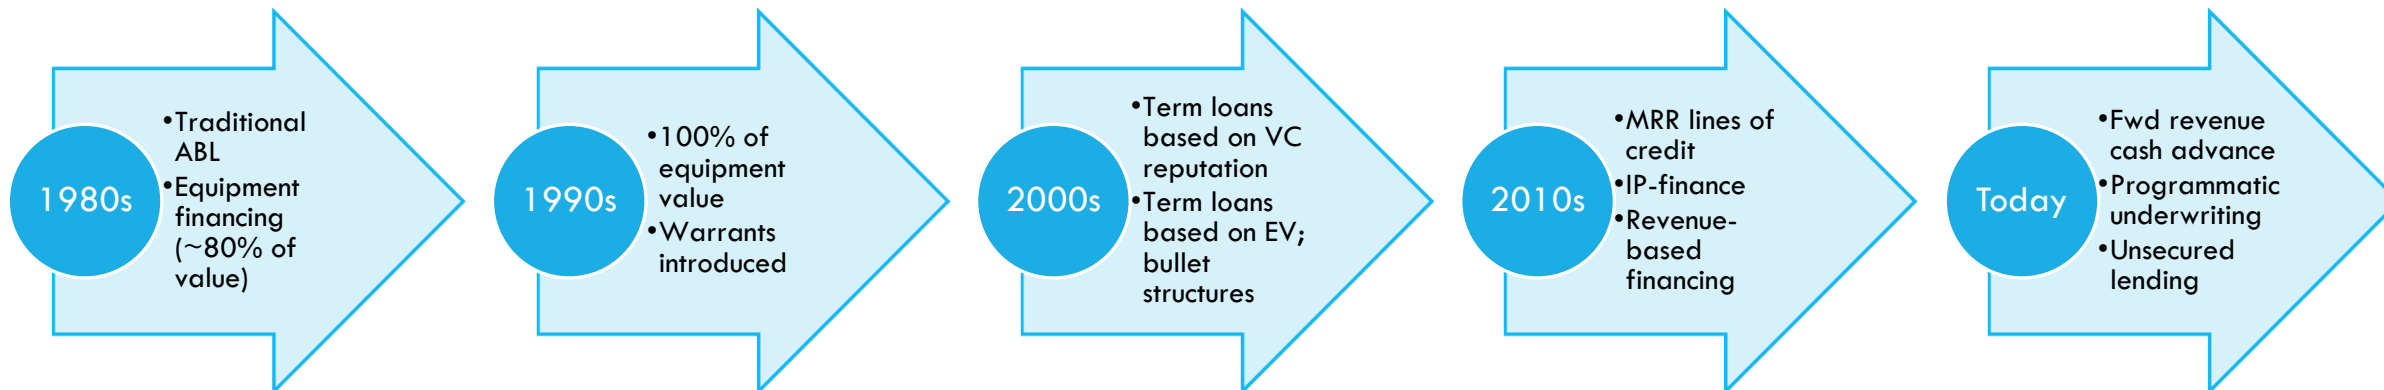 1980s
•Traditional
ABL
•Equipment
financing
(~80% of
value)
1990s
•100% of
equipment
value
•Warrants
introduced
2000s
•Term loans
based on VC
reputation
•Term loans
based on EV;
bullet
structures
2010s
•MRR lines of
credit
•IP-finance
•Revenue-
based
financing
Today
•Fwd revenue
cash advance
•Programmatic
underwriting
•Unsecured
lending